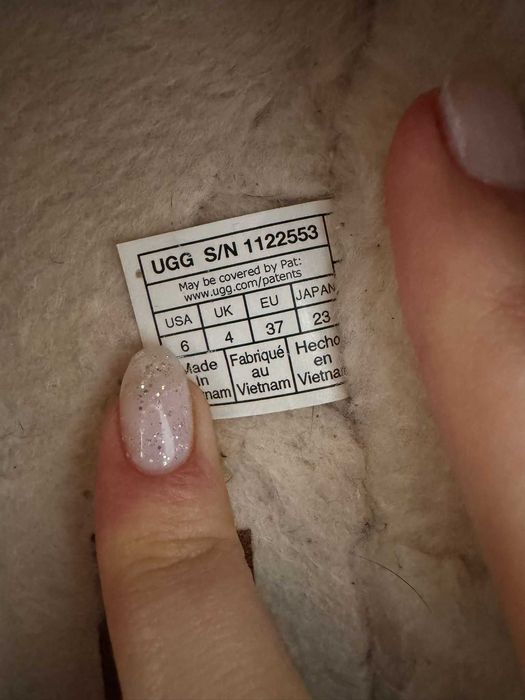 UGG S/N 1122553
May be covered by Pat:
www.ugg.com/patents
USA UK EU JAPAN
6 4 37 23
Made Fabriqué Hecho
In au en
Vietnam